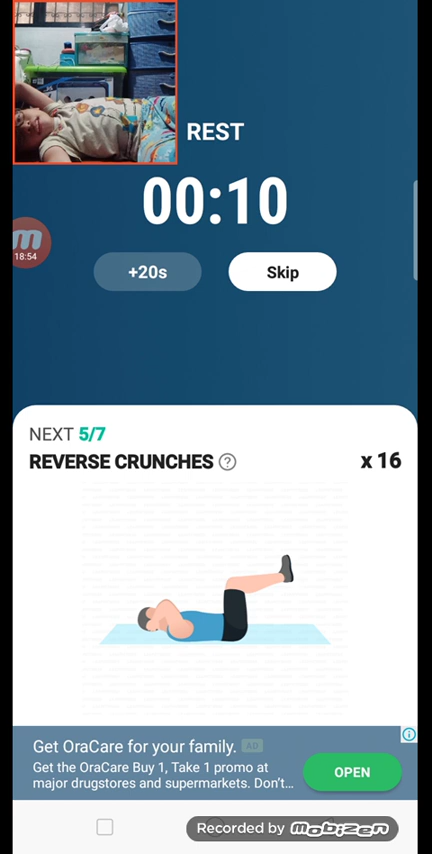 REST
00:10
m
18:54
+20s
Skip
NEXT 5/7
REVERSE CRUNCHES ?
x 16
Get OraCare for your family. AD
Get the OraCare Buy 1, Take 1 promo at
major drugstores and supermarkets. Don't...
OPEN
Recorded by mobizen